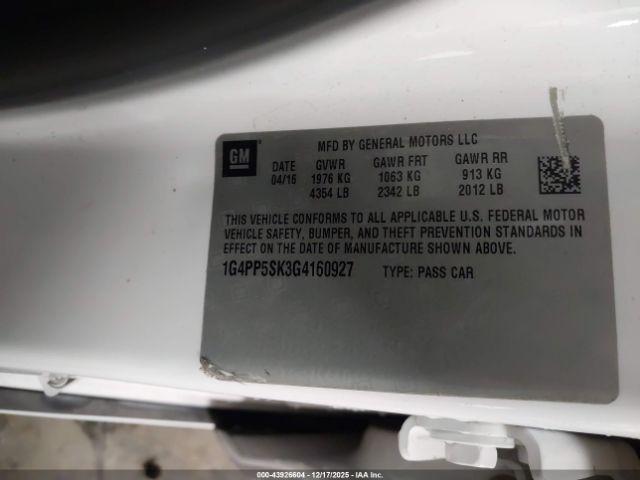 MFD BY GENERAL MOTORS LLC
GM
DATE GVWR GAWR FRT GAWR RR
04/16 1976 KG 1063 KG 913 KG
4354 LB 2342 LB 2012 LB
THIS VEHICLE CONFORMS TO ALL APPLICABLE U.S. FEDERAL MOTOR
VEHICLE SAFETY, BUMPER, AND THEFT PREVENTION STANDARDS IN
EFFECT ON THE DATE OF MANUFACTURE SHOWN ABOVE.
1G4PP5SK3G4160927 TYPE: PASS CAR
00-43926604 - 12/17/2025 - IAAI, Inc.